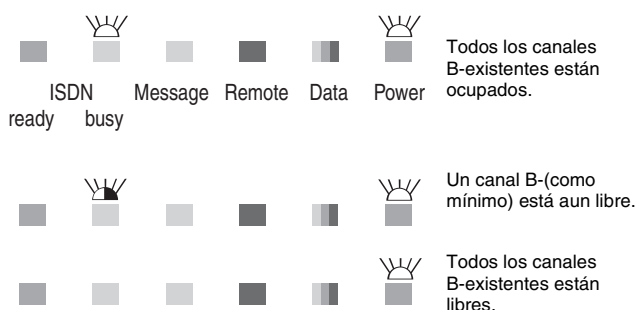 Todos los canales
B-existentes están
ocupados.
ISDN Message Remote Data Power
ready busy
Un canal B-(como
mínimo) está aun libre.
Todos los canales
B-existentes están
libres.